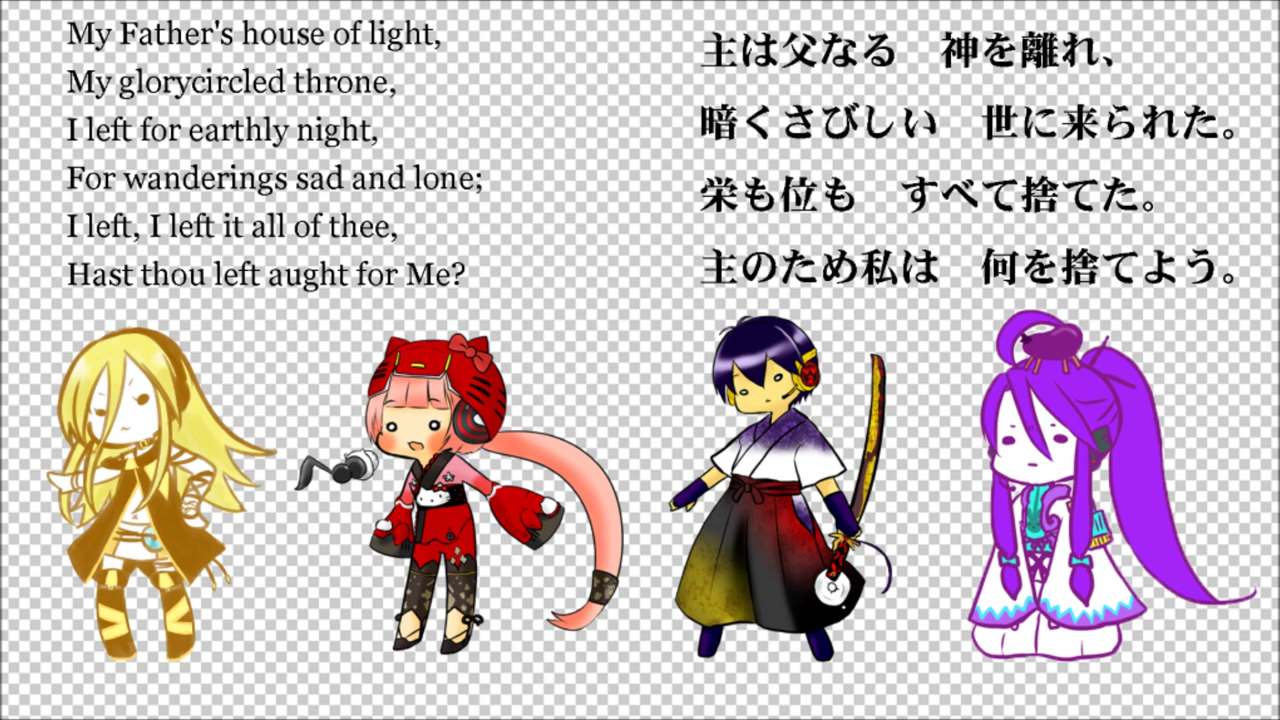 My Father's house of light,
My glorycircled throne,
I left for earthly night,
For wanderings sad and lone;
I left, I left it all of thee,
Hast thou left aught for Me?
主は父なる　神を離れ、
暗くさびしい　世に来られた。
栄も位も　すべて捨てた。
主のため私は　何を捨てよう。